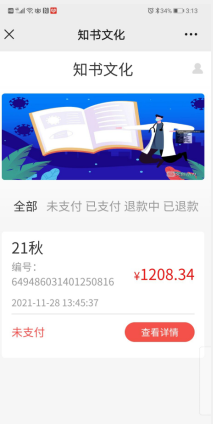 34% 3:13
知书文化
知书文化
全部 未支付 已支付 退款中 已退款
21秋
编号：
649486031401250816
¥1208.34
2021-11-28 13:45:37
未支付
查看详情